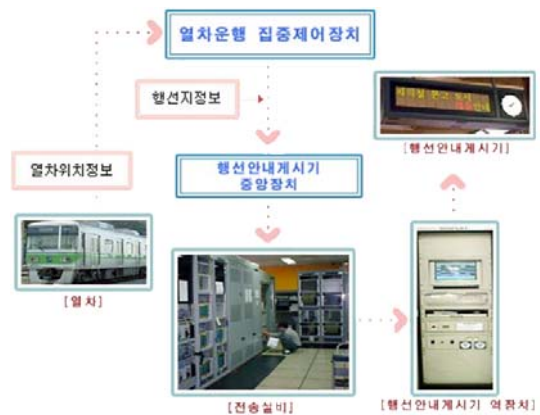 열차운행 집중제어장치
행선지정보
열차위치정보
행선안내게시기
중앙장치
[행선안내게시기]
[열차]
[전송설비]
[행선안내게시기 역장치]